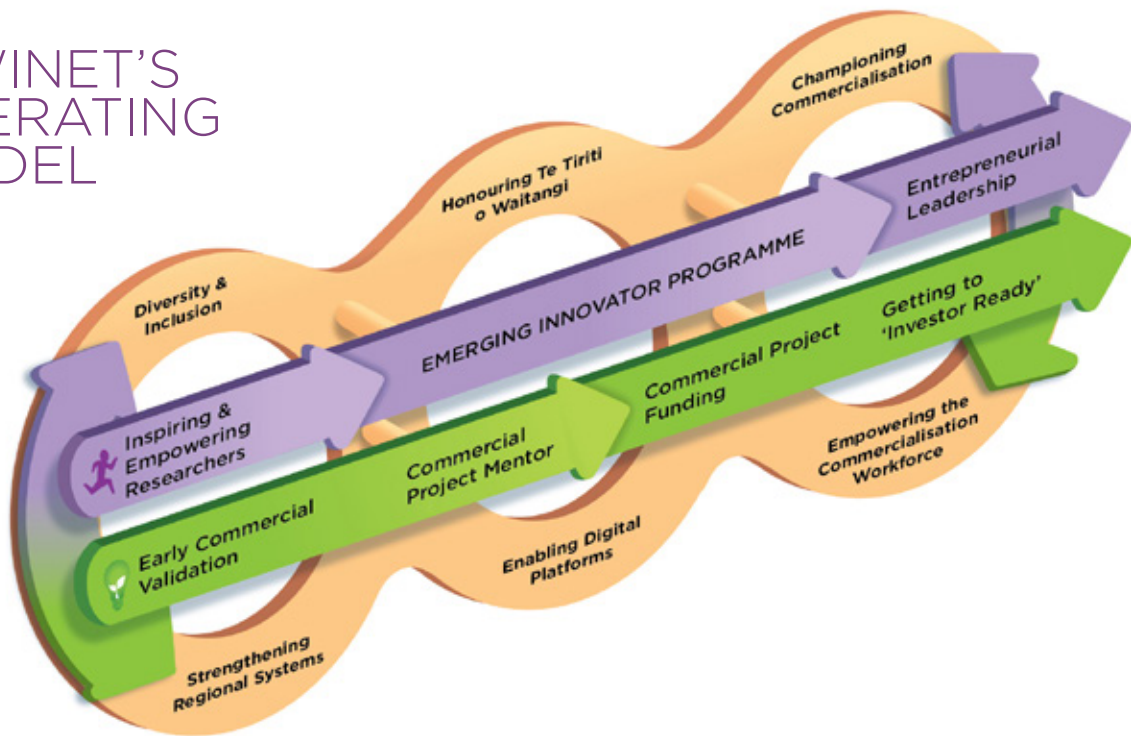 WINET'S
ERATING
DEL
Championing
Commercialisation
Honouring Te Tiriti
o Waitangi
Diversity &
Inclusion
Entrepreneurial
Leadership
EMERGING INNOVATOR PROGRAMME
Inspiring &
Empowering
Researchers
Getting to
'Investor Ready'
Commercial Project
Funding
Commercial
Project Mentor
Early Commercial
Validation
Empowering the
Commercialisation
Workforce
Enabling Digital
Platforms
Strengthening
Regional Systems